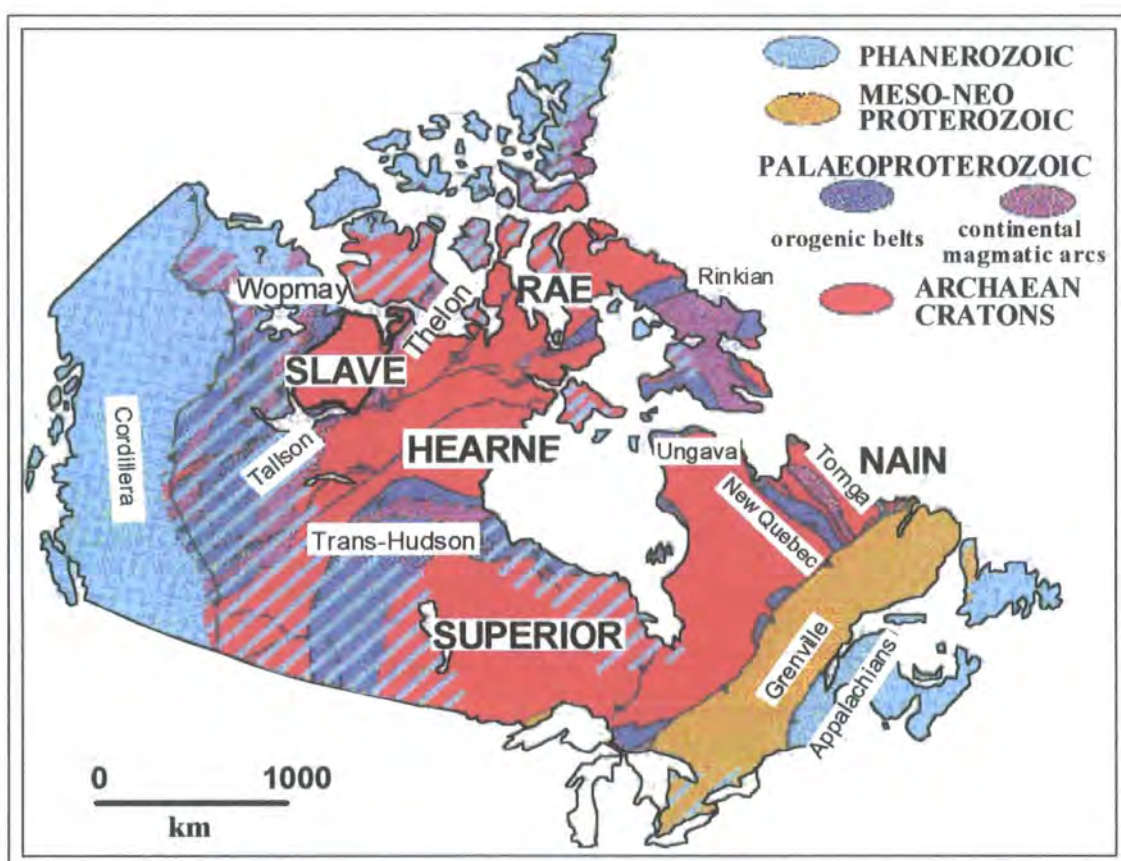 PHANEROZOIC
MESO-NEO
PROTEROZOIC
PALAEOPROTEROZOIC
orogenic belts
continental
magmatic arcs
ARCHAEAN
CRATONS
Rinkian
?
Wopmay
Thelon
RAE
SLAVE
Cordillera
Taltson
HEARNE
Ungava
NAIN
Tornga
New Quebec
Trans-Hudson
SUPERIOR
Grenville
Appalachians
0 1000
km